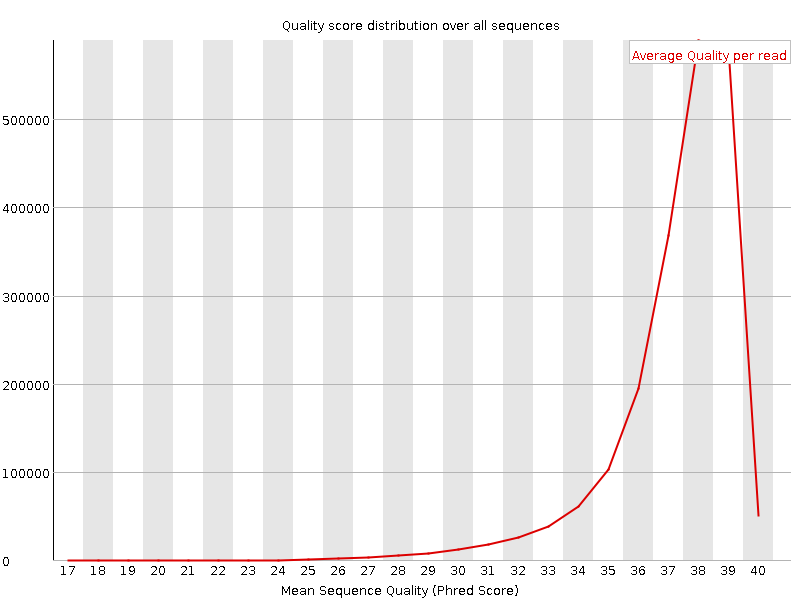 Quality score distribution over all sequences
Average Quality per read
500000
400000
300000
200000
100000
0
17 18 19 20 21 22 23 24 25 26 27 28 29 30 31 32 33 34 35 36 37 38 39 40
Mean Sequence Quality (Phred Score)